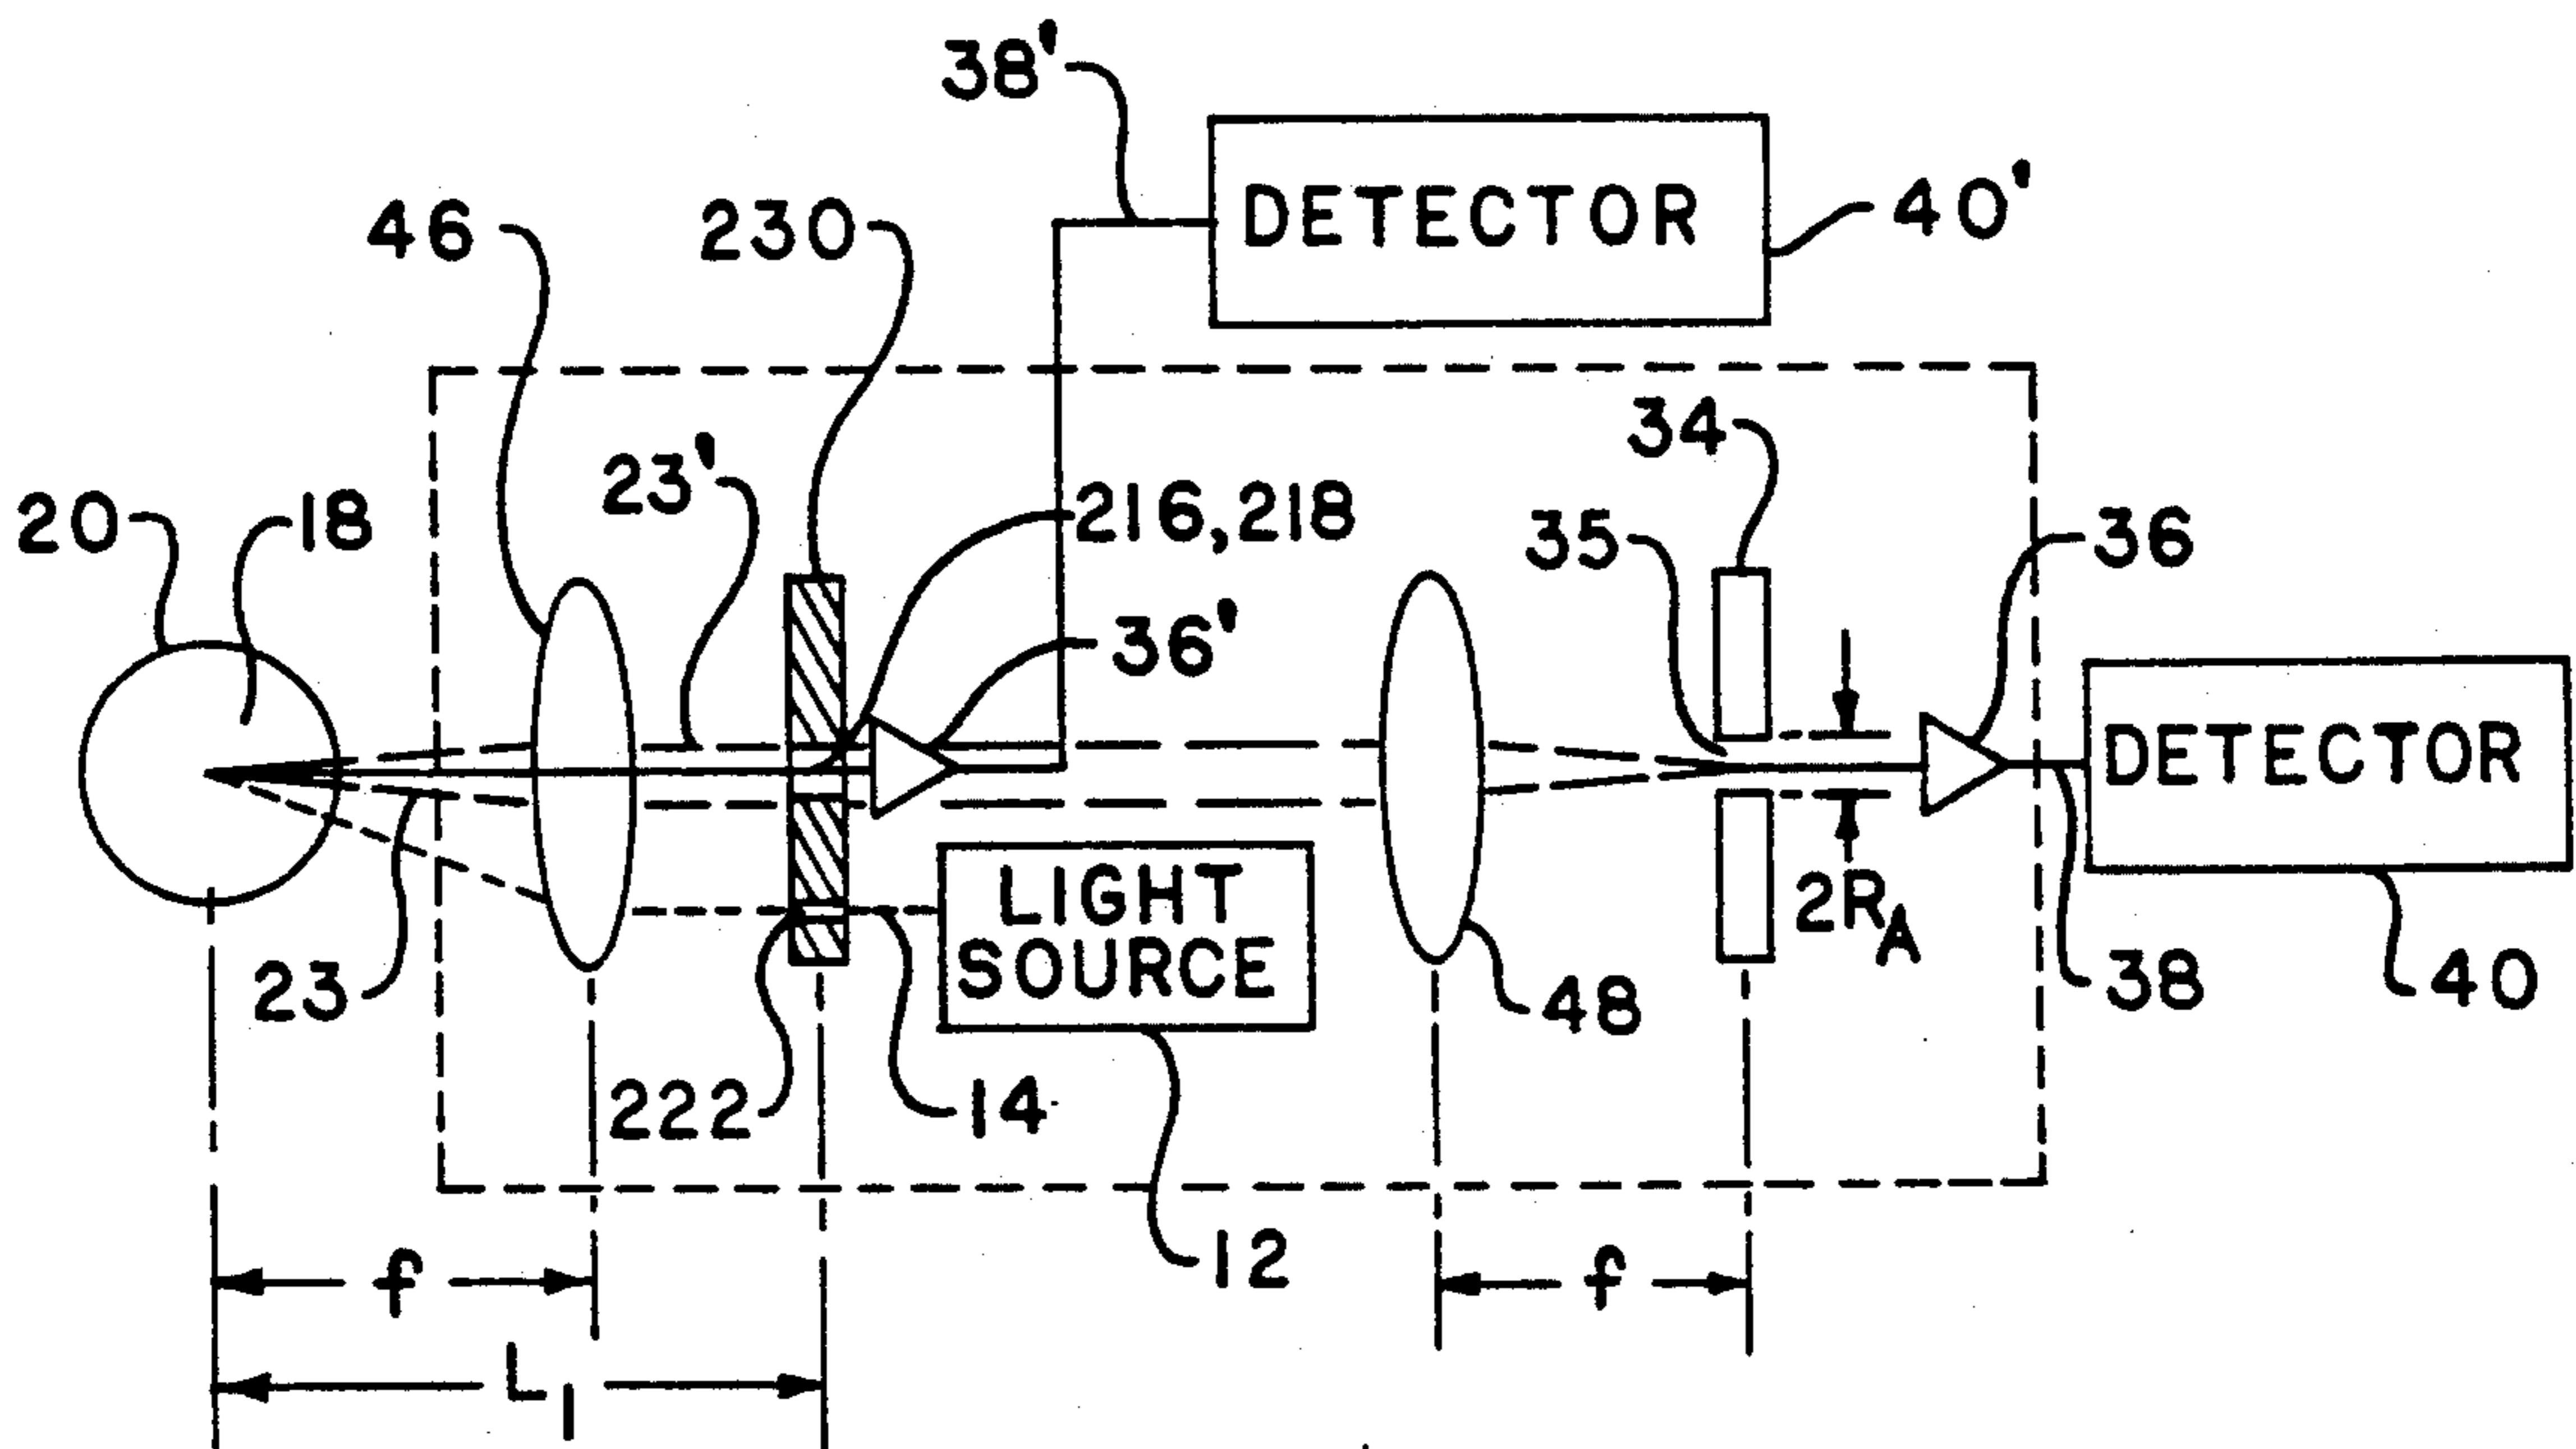 38'
DETECTOR
40'
46
230
34
23'
216,218
35
36
20
18
36'
DETECTOR
LIGHT
SOURCE
2RA
23
48
38
40
222
14
12
f
f
L1